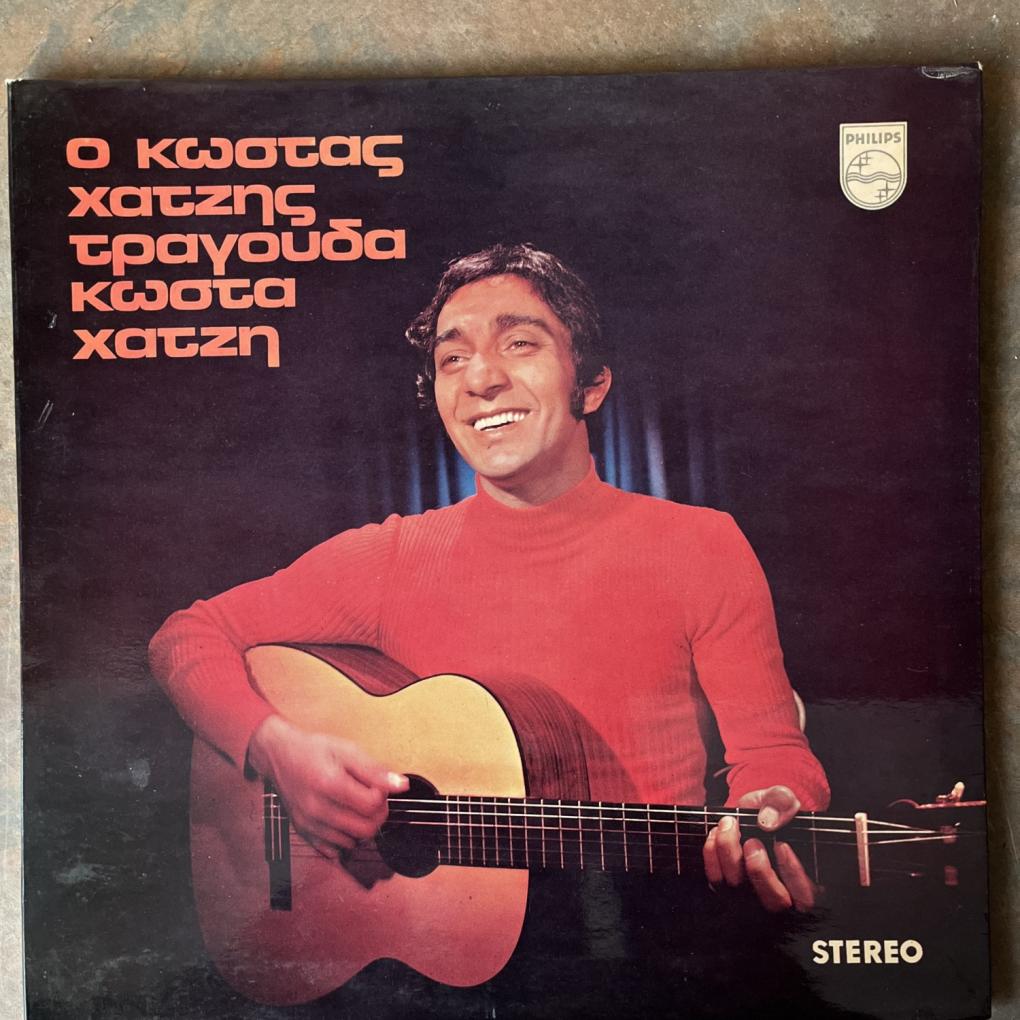 ο κωστας
χατζης
τραγουδα
κωστα
χατζη
PHILIPS
STEREO